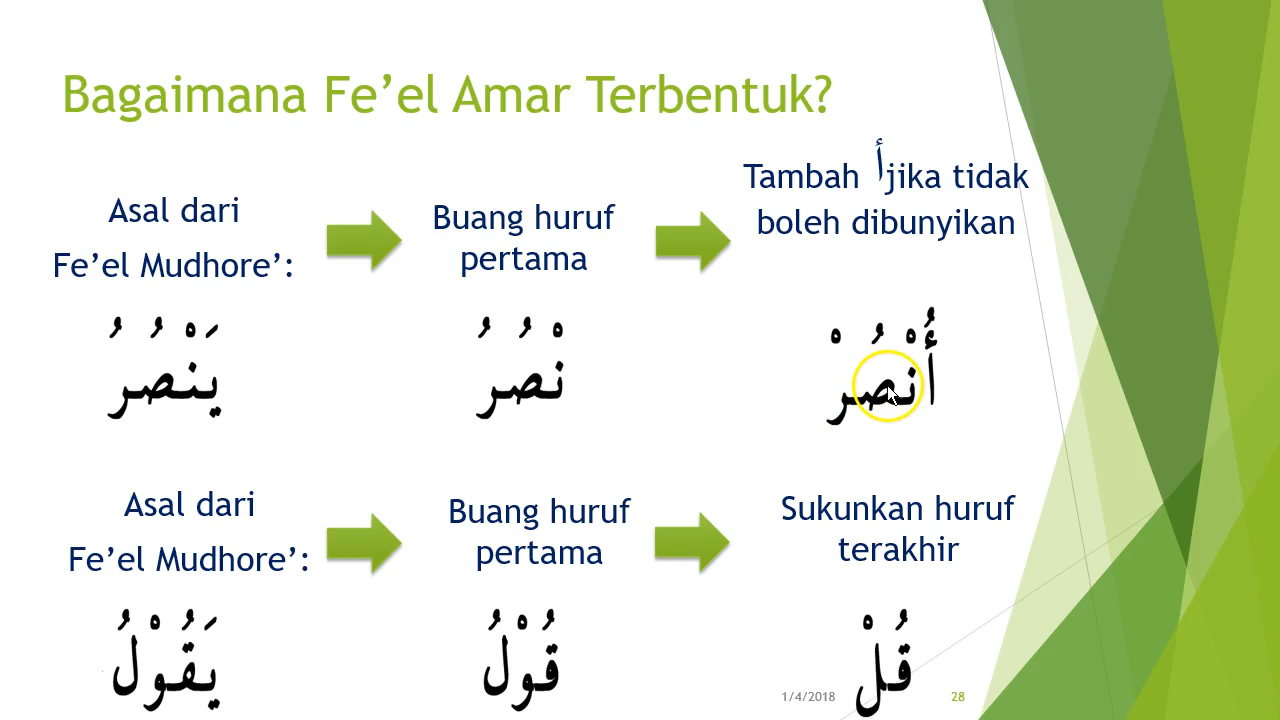 Bagaimana Fe’el Amar Terbentuk?
Asal dari
Fe’el Mudhore’:
يَنْصُرُ
Buang huruf
pertama
نْصُرُ
Tambah أ jika tidak
boleh dibunyikan
أُنْصُرْ
Asal dari
Fe’el Mudhore’:
يَقُوْلُ
Buang huruf
pertama
قُوْلُ
Sukunkan huruf
terakhir
قُلْ
1/4/2018
28